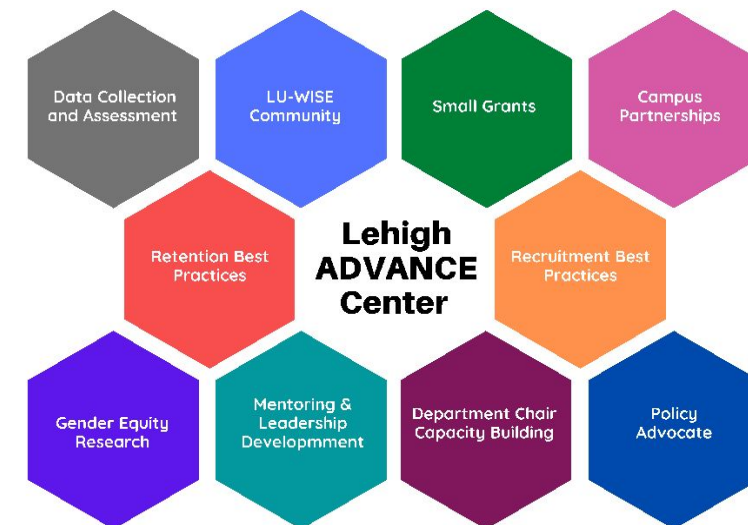 Data Collection
and Assessment
LU-WISE
Community
Small Grants
Campus
Partnerships
Retention Best
Practices
Lehigh
ADVANCE
Center
Recruitment Best
Practices
Gender Equity
Research
Mentoring &
Leadership
Developmment
Department Chair
Capacity Building
Policy
Advocate